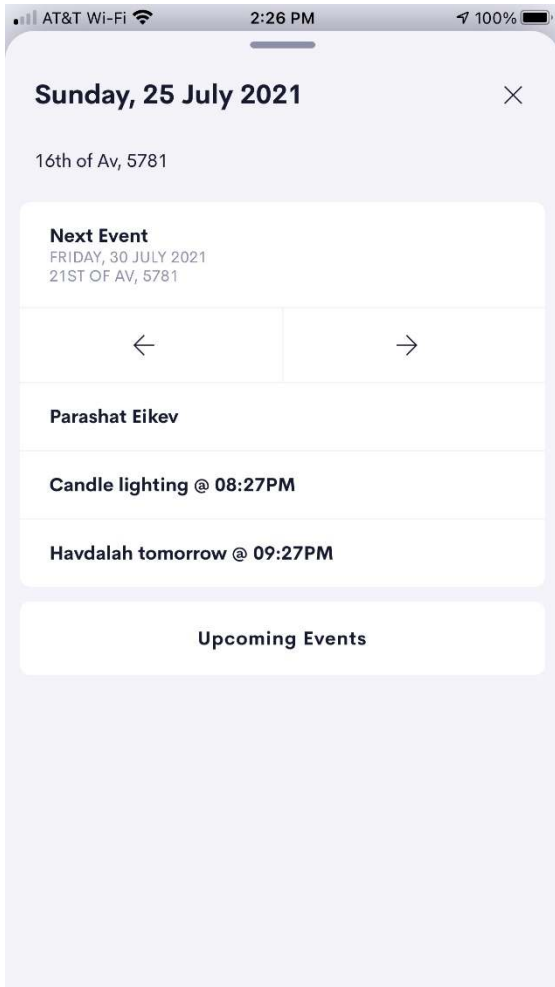 AT&T Wi-Fi 2:26 PM 100%
Sunday, 25 July 2021
16th of Av, 5781
Next Event
FRIDAY, 30 JULY 2021
21ST OF AV, 5781
Parashat Eikev
Candle lighting @ 08:27PM
Havdalah tomorrow @ 09:27PM
Upcoming Events